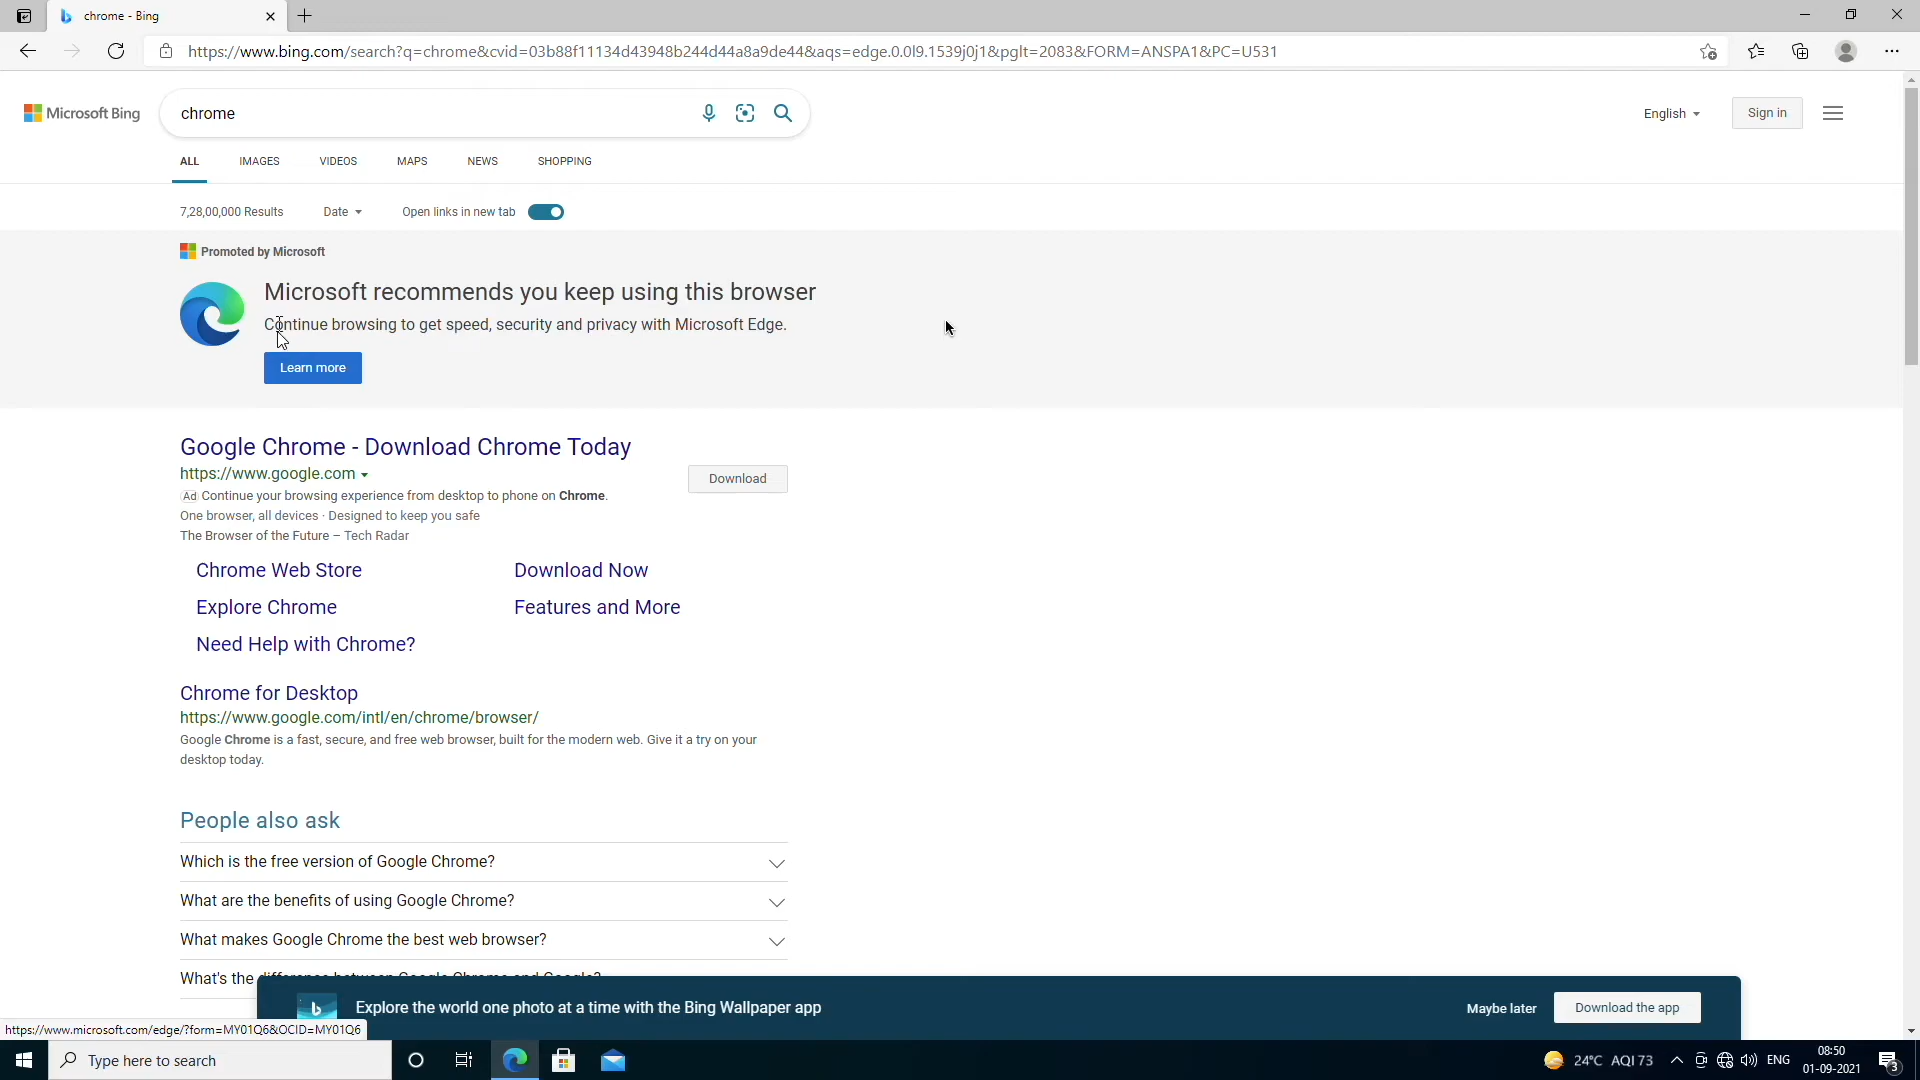 chrome - Bing
https://www.bing.com/search?q=chrome&cvid=03b88f11134d43948b244d44a8a9de44&aqs=edge.0.0l9.1539j0j1&pglt=2083&FORM=ANSPA1&PC=U531
Microsoft Bing
chrome
English
Sign in
ALL IMAGES VIDEOS MAPS NEWS SHOPPING
7,28,00,000 Results Date Open links in new tab
Promoted by Microsoft
Microsoft recommends you keep using this browser
Continue browsing to get speed, security and privacy with Microsoft Edge.
Learn more
Google Chrome - Download Chrome Today
https://www.google.com
Download
Ad Continue your browsing experience from desktop to phone on Chrome.
One browser, all devices · Designed to keep you safe
The Browser of the Future – Tech Radar
Chrome Web Store Download Now
Explore Chrome Features and More
Need Help with Chrome?
Chrome for Desktop
https://www.google.com/intl/en/chrome/browser/
Google Chrome is a fast, secure, and free web browser, built for the modern web. Give it a try on your
desktop today.
People also ask
Which is the free version of Google Chrome?
What are the benefits of using Google Chrome?
What makes Google Chrome the best web browser?
What's the difference between Google Chrome and Google?
Explore the world one photo at a time with the Bing Wallpaper app
Maybe later
Download the app
https://www.microsoft.com/edge/?form=MY01Q6&OCID=MY01Q6
Type here to search
24°C AQI 73
ENG
08:50
01-09-2021
3